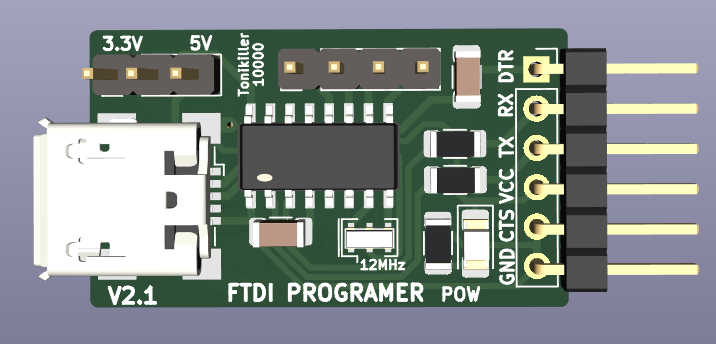 3.3V 5V
Tonikiller
10000
DTR
RX
TX
VCC
CTS
GND
12MHz
V2.1 FTDI PROGRAMER POW